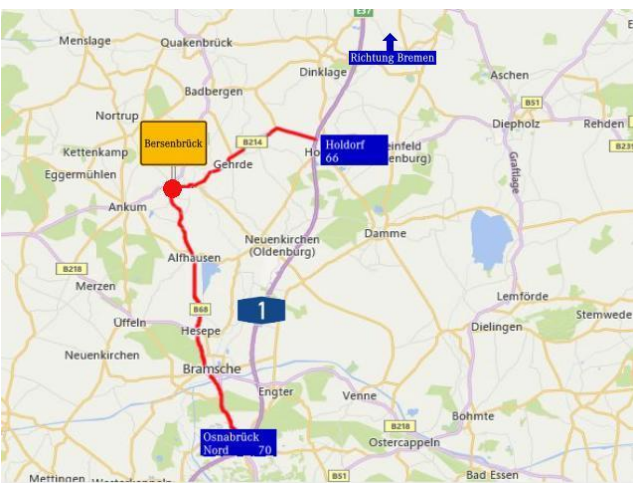 E37
Richtung Bremen
Menslage
Quakenbrück
Dinklage
Aschen
Badbergen
B51
Northrup
Diepholz
Rehden
Bersenbrück
B214
Holdorf
66
Kettenkamp
Gehrde
Eggermühlen
Graftlage
Ankum
Damme
Neuenkirchen
(Oldenburg)
Alfhausen
B218
Merzen
Lemförde
B68
1
Stemwede
Üffeln
Hesepe
Dielingen
Neuenkirchen
Bramsche
Engter
Venne
Bohmte
B218
Osnabrück
Nord 70
Ostercappeln
B51
Bad Essen
Mettingen